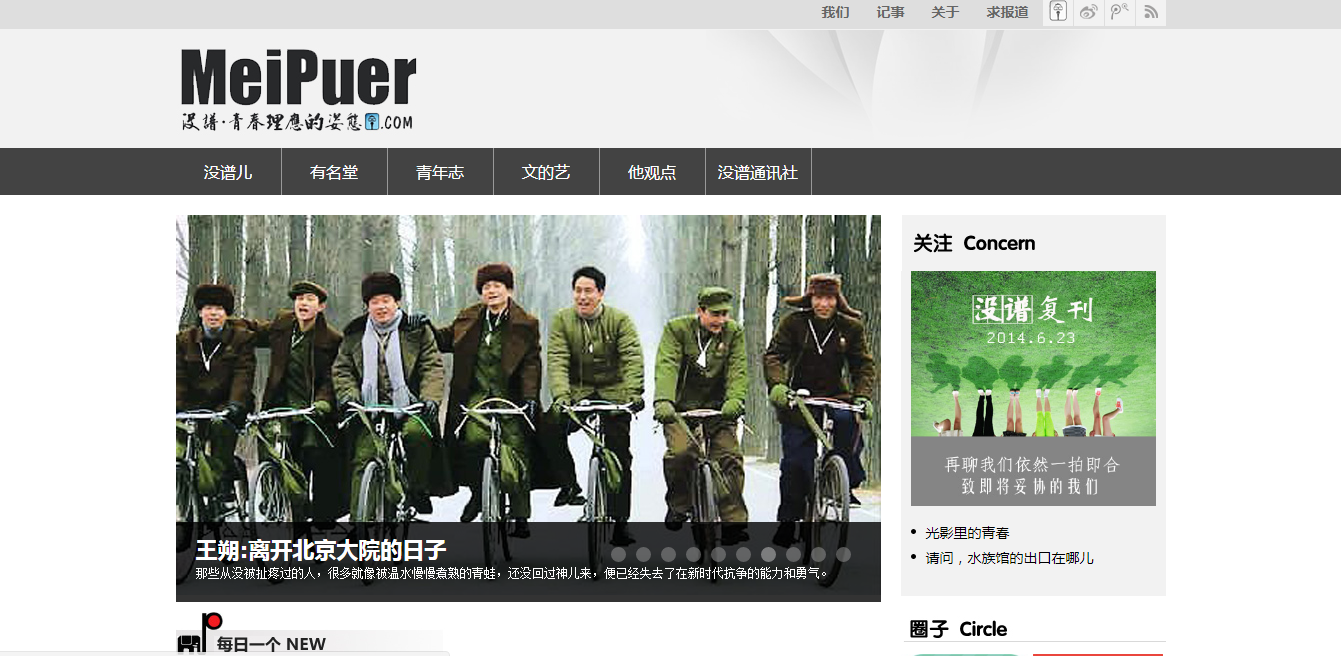 我们 记事 关于 求报道
MeiPuer
没谱·青春理应的姿态.COM
没谱儿 有名堂 青年志 文的艺 他观点 没谱通讯社
王朔:离开北京大院的日子
那些从没被扯疼过的人，很多就像被温水慢慢煮熟的青蛙，还没回过神儿来，便已经失去了在新时代抗争的能力和勇气。
每日一个 NEW
关注 Concern
没谱复刊
2014.6.23
再聊我们依然一拍即合
致即将妥协的我们
光影里的青春
请问，水族馆的出口在哪儿
圈子 Circle